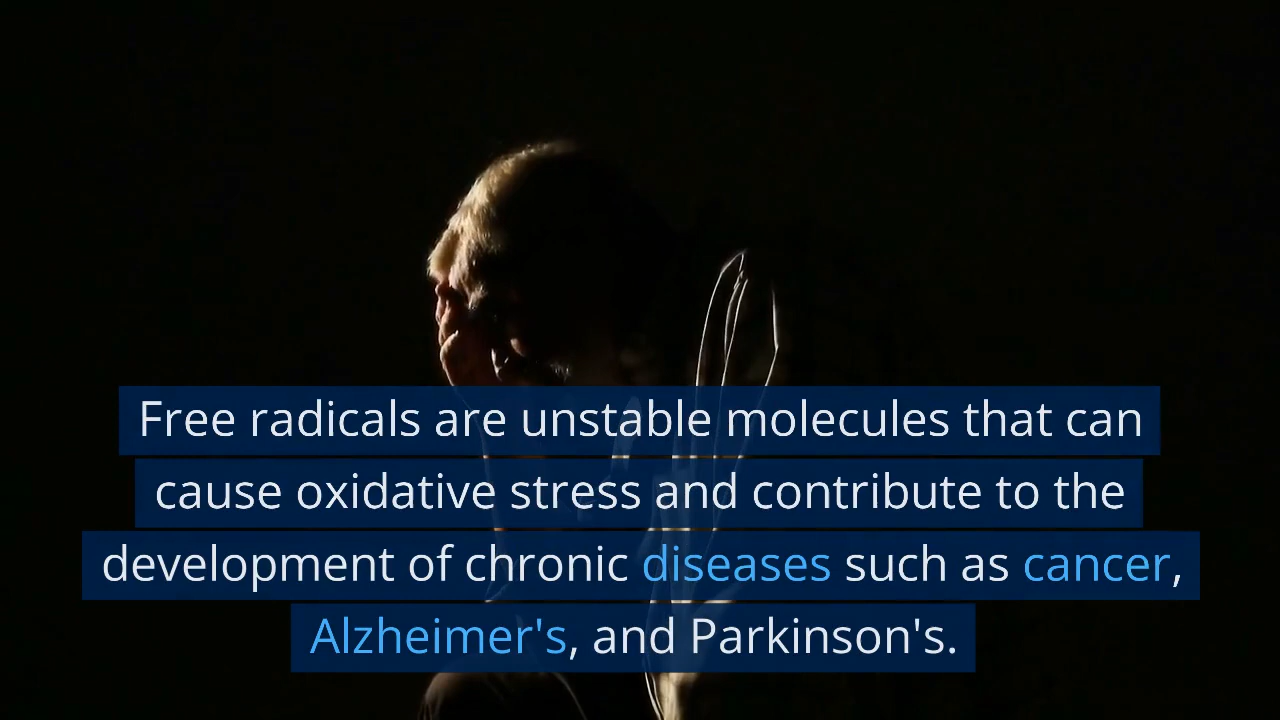 Free radicals are unstable molecules that can
cause oxidative stress and contribute to the
development of chronic diseases such as cancer,
Alzheimer's, and Parkinson's.